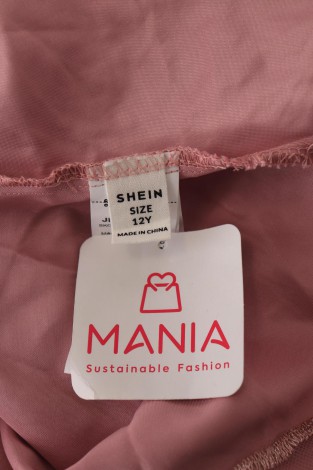 SHEIN
SIZE
12Y
MADE IN CHINA
MANIA
Sustainable Fashion